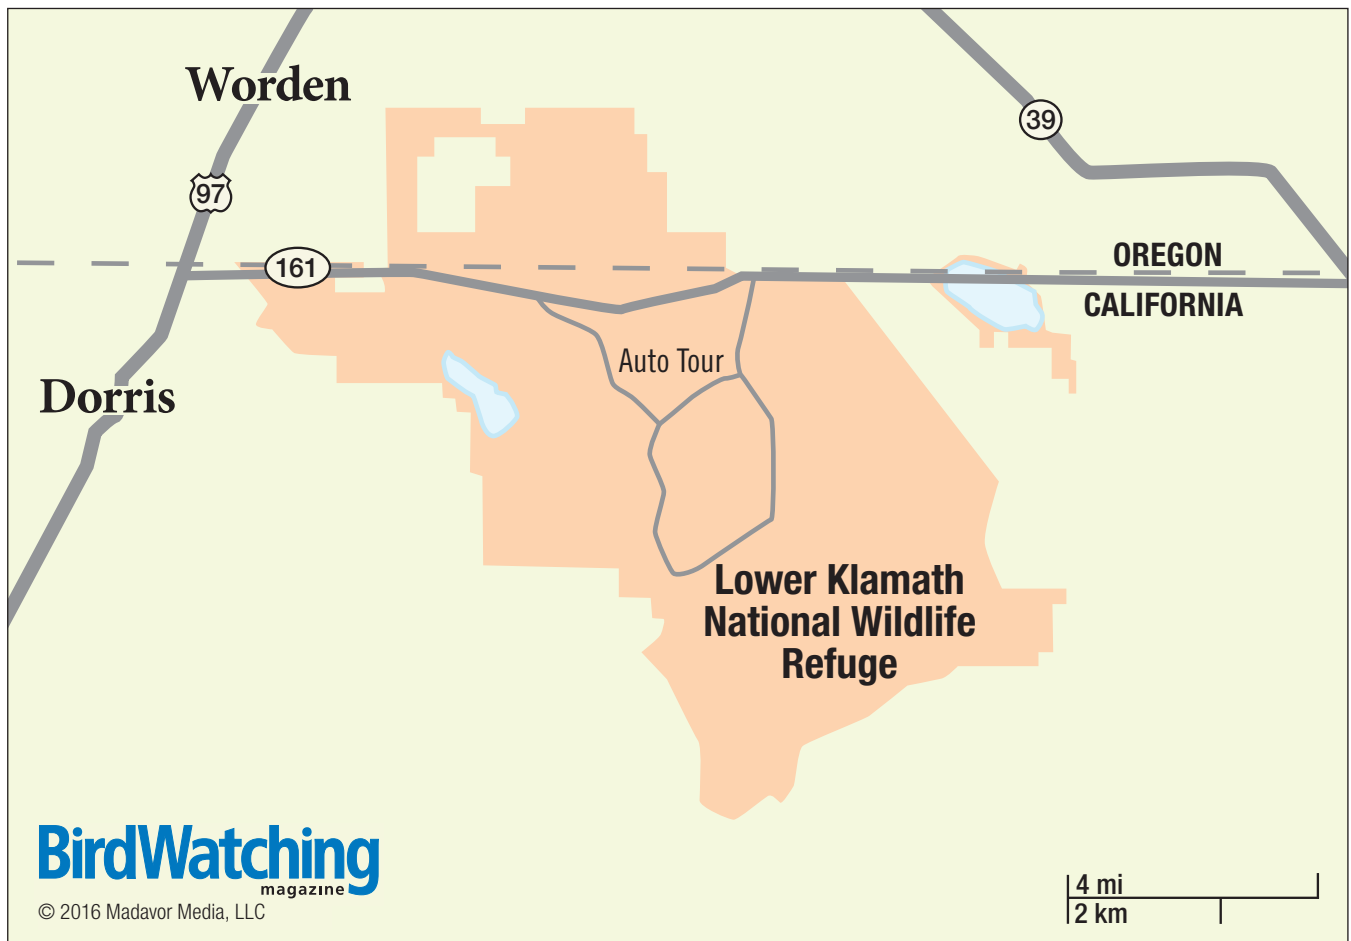 Worden
39
97
OREGON
161
CALIFORNIA
Auto Tour
Dorris
Lower Klamath
National Wildlife
Refuge
BirdWatching
magazine
© 2016 Madavor Media, LLC
4 mi
2 km